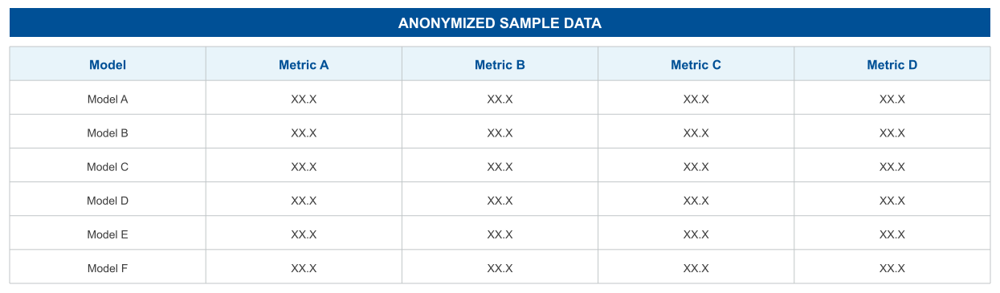 ANONYMIZED SAMPLE DATA
Model Metric A Metric B Metric C Metric D
Model A XX.X XX.X XX.X XX.X
Model B XX.X XX.X XX.X XX.X
Model C XX.X XX.X XX.X XX.X
Model D XX.X XX.X XX.X XX.X
Model E XX.X XX.X XX.X XX.X
Model F XX.X XX.X XX.X XX.X